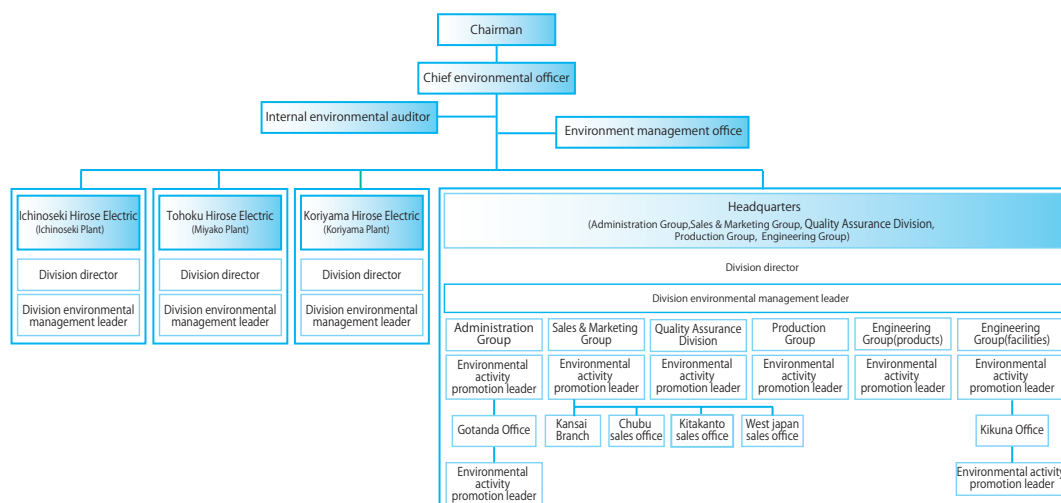 Chairman
Chief environmental officer
Internal environmental auditor
Environment management office
Ichinoseki Hirose Electric
(Ichinoseki Plant)
Division director
Division environmental
management leader
Tohoku Hirose Electric
(Miyako Plant)
Division director
Division environmental
management leader
Koriyama Hirose Electric
(Koriyama Plant)
Division director
Division environmental
management leader
Headquarters
(Administration Group,Sales & Marketing Group, Quality Assurance Division,
Production Group, Engineering Group)
Division director
Division environmental management leader
Administration
Group
Environmental
activity
promotion leader
Gotanda Office
Environmental
activity
promotion leader
Sales & Marketing
Group
Environmental
activity
promotion leader
Kansai
Branch
Chubu
sales office
Kitakanto
sales office
West japan
sales office
Quality Assurance
Division
Environmental
activity
promotion leader
Production
Group
Environmental
activity
promotion leader
Engineering
Group(products)
Environmental
activity
promotion leader
Engineering
Group(facilities)
Environmental
activity
promotion leader
Kikuna Office
Environmental activity
promotion leader